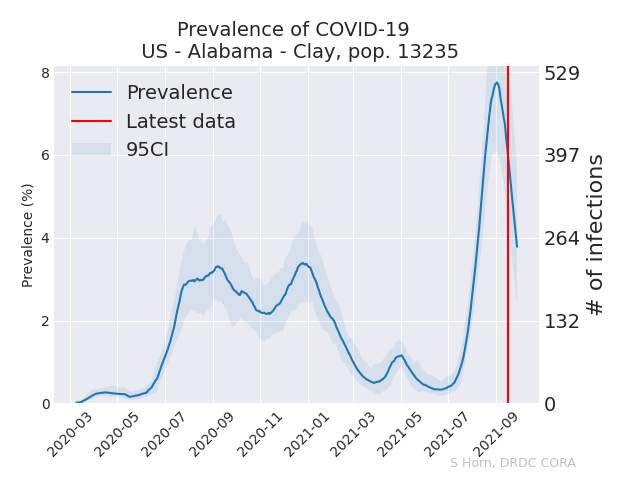 Prevalence of COVID-19
US - Alabama - Clay, pop. 13235
Prevalence
Latest data
95CI
Prevalence (%)
8
6
4
2
0
529
397
264
132
0
# of infections
2020-03
2020-05
2020-07
2020-09
2020-11
2021-01
2021-03
2021-05
2021-07
2021-09
S Horn, DRDC CORA